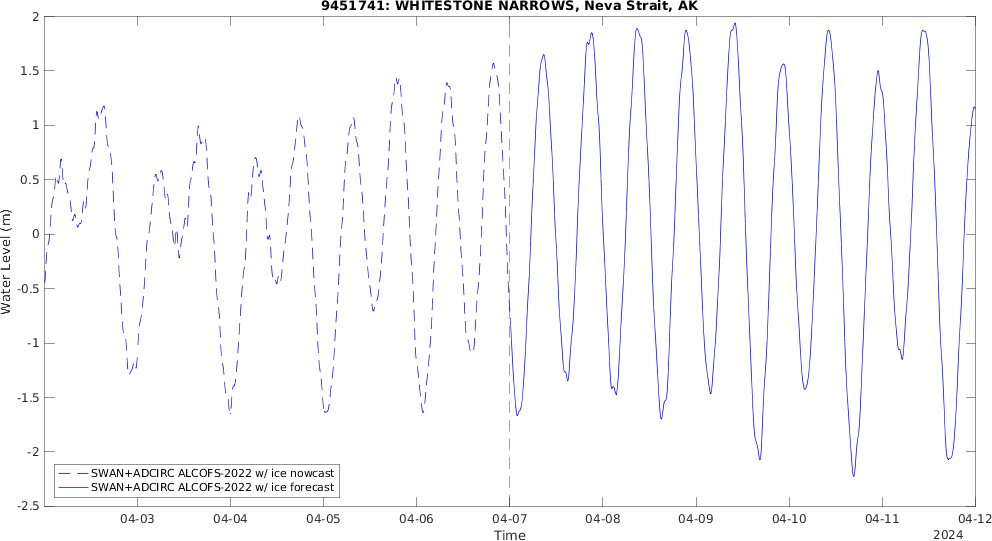 9451741: WHITESTONE NARROWS, Neva Strait, AK
2
1.5
1
0.5
0
-0.5
-1
-1.5
-2
-2.5
Water Level (m)
SWAN+ADCIRC ALCOFS-2022 w/ ice nowcast
SWAN+ADCIRC ALCOFS-2022 w/ ice forecast
04-03 04-04 04-05 04-06 04-07 04-08 04-09 04-10 04-11 04-12
Time
2024